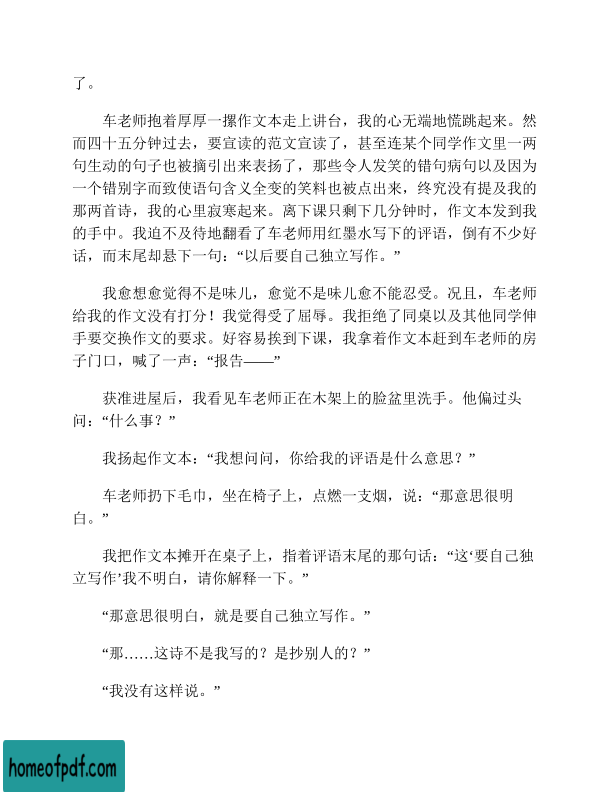 了。
车老师抱着厚厚一摞作文本走上讲台，我的心无端地慌跳起来。然
而四十五分钟过去，要宣读的范文宣读了，甚至连某个同学作文里一两
句生动的句子也被摘引出来表扬了，那些令人发笑的错句病句以及因为
一个错别字而致使语句含义全变的笑料也被点出来，终究没有提及我的
那两首诗，我的心里寂寒起来。离下课只剩下几分钟时，作文本发到我
的手中。我迫不及待地翻看了车老师用红墨水写下的评语，倒有不少好
话，而末尾却悬下一句：“以后要自己独立写作。”
我愈想愈觉得不是味儿，愈觉不是味儿愈不能忍受。况且，车老师
给我的作文没有打分！我觉得受了屈辱。我拒绝了同桌以及其他同学伸
手要交换作文的要求。好容易挨到下课，我拿着作文本赶到车老师的房
子门口，喊了一声：“报告——”
获准进屋后，我看见车老师正在木架上的脸盆里洗手。他偏过头
问：“什么事？”
我扬起作文本：“我想问问，你给我的评语是什么意思？”
车老师扔下毛巾，坐在椅子上，点燃一支烟，说：“那意思很明
白。”
我把作文本摊开在桌子上，指着评语末尾的那句话：“这‘要自己独
立写作’我不明白，请你解释一下。”
“那意思很明白，就是要自己独立写作。”
“那……这诗不是我写的？是抄别人的？”
“我没有这样说。”
homeofpdf.com